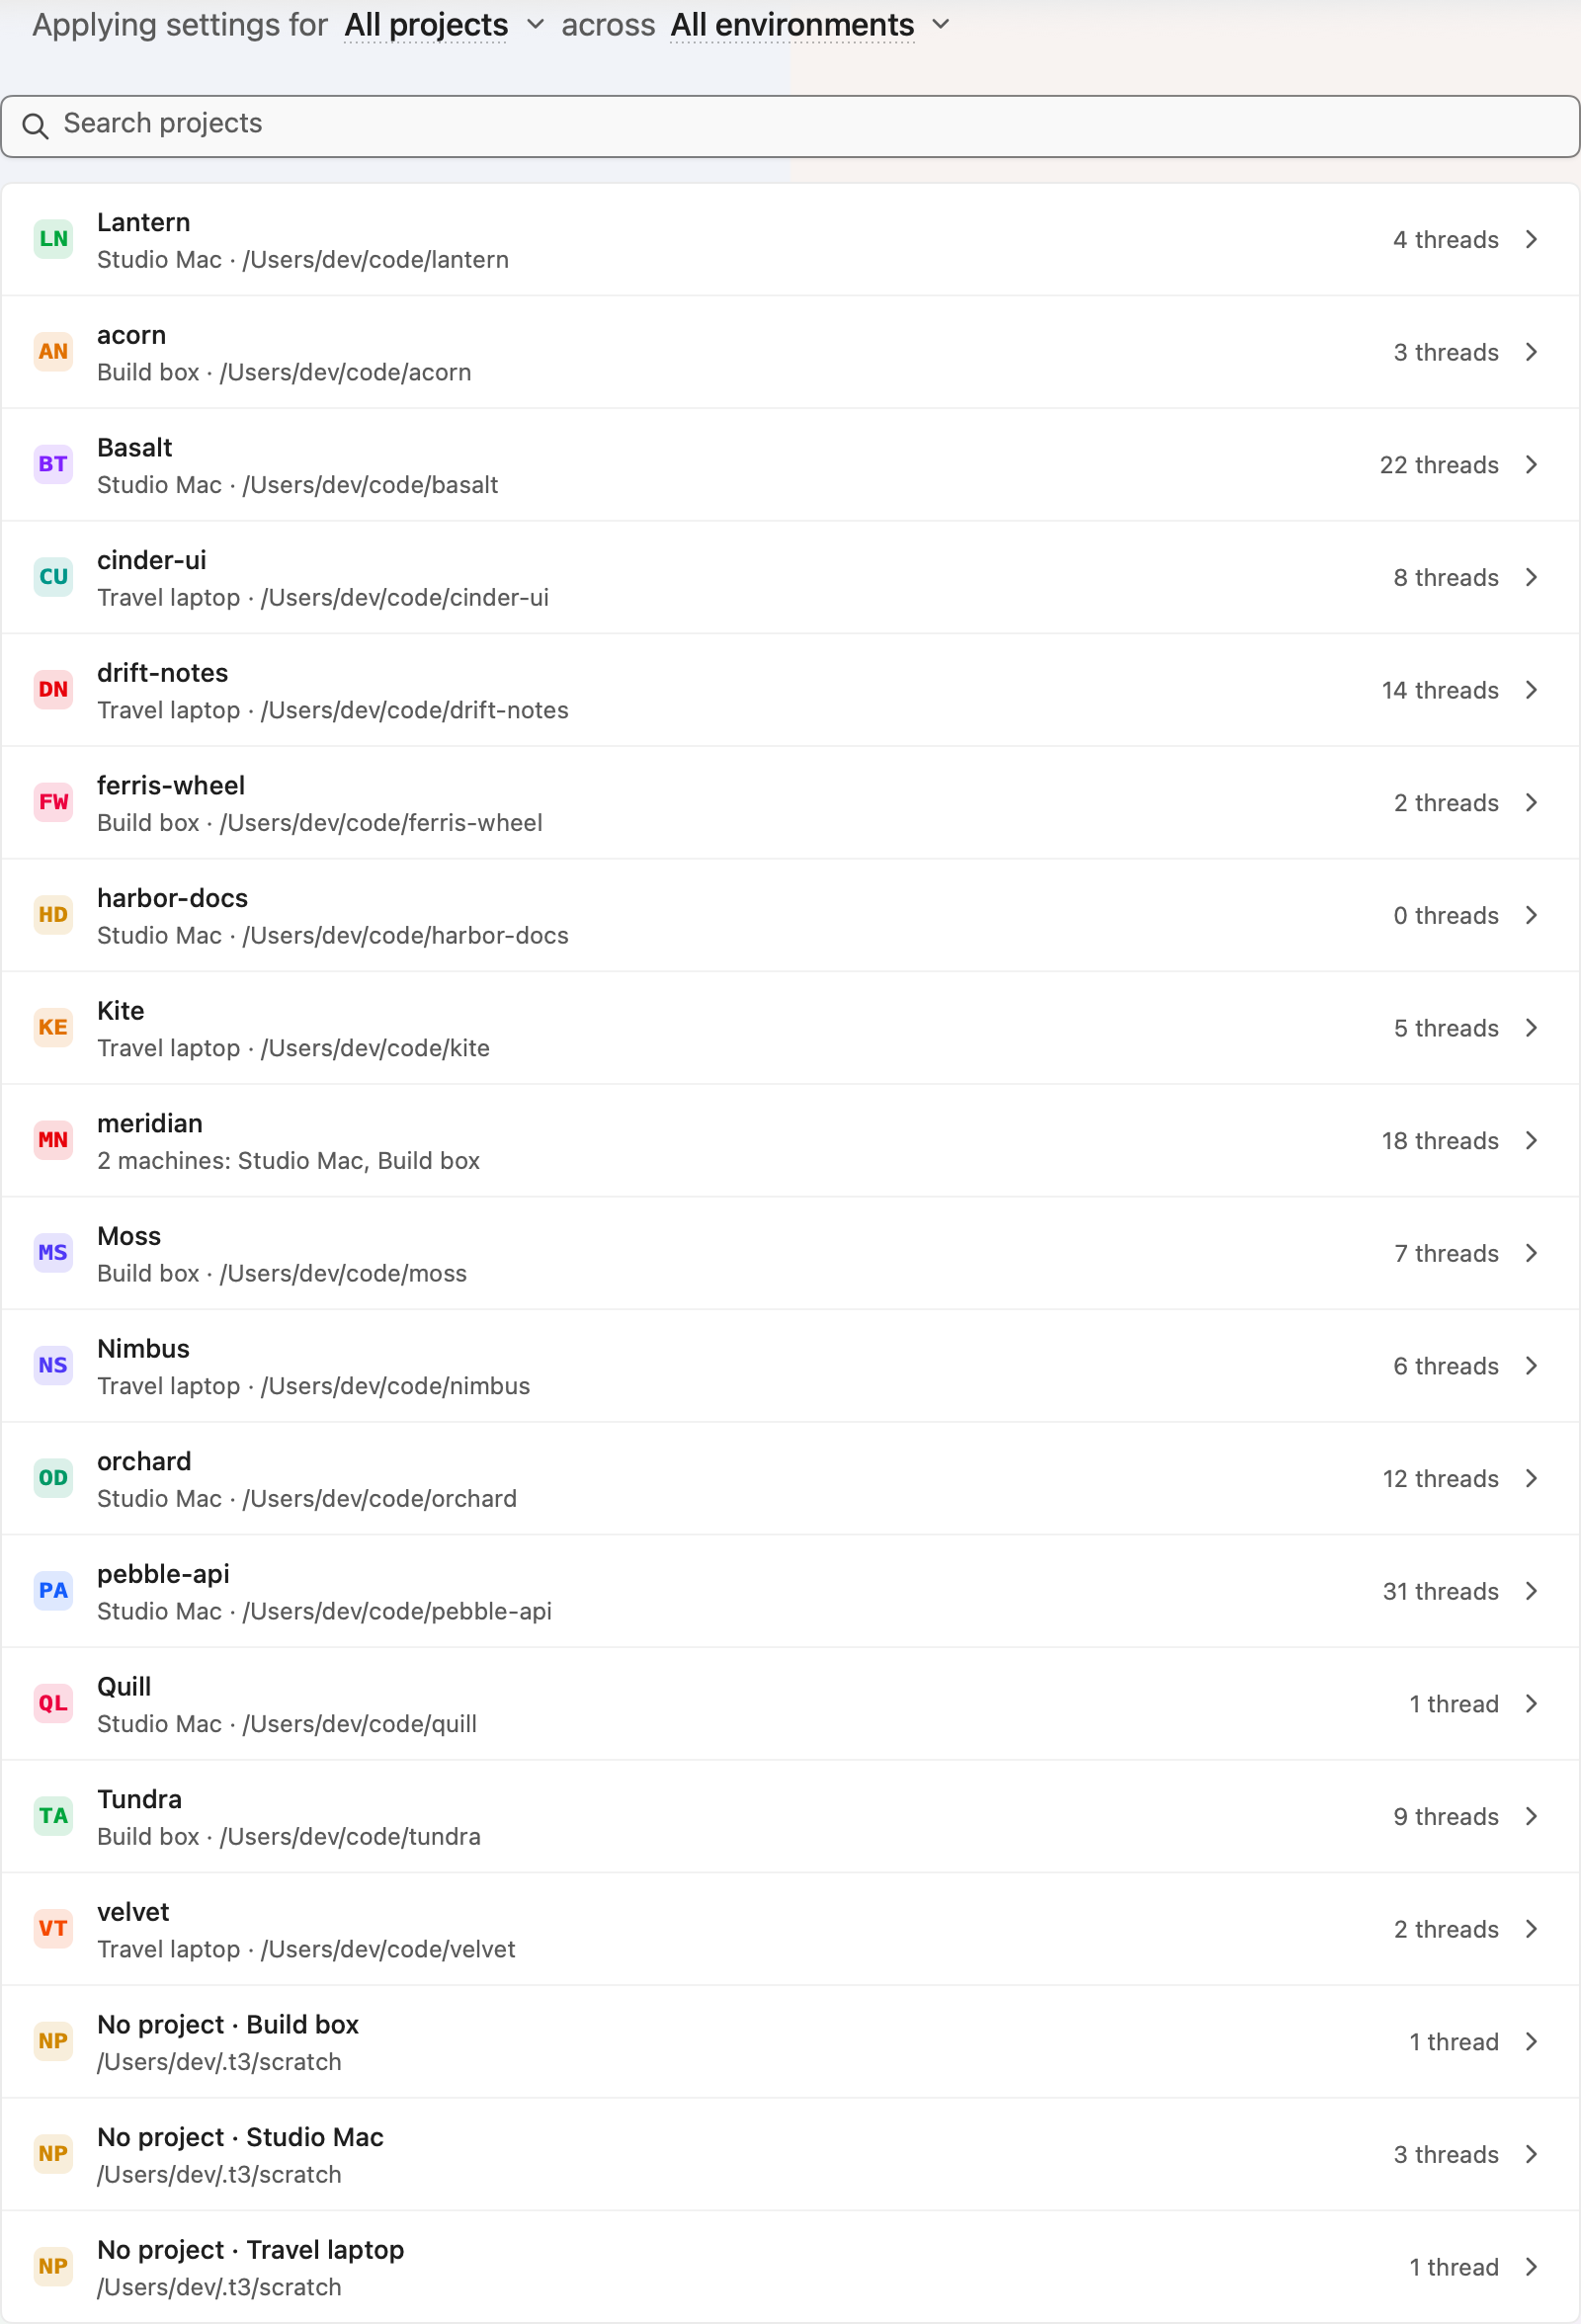 Applying settings for All projects across All environments
Search projects
LN Lantern 4 threads
Studio Mac · /Users/dev/code/lantern
AN acorn 3 threads
Build box · /Users/dev/code/acorn
BT Basalt 22 threads
Studio Mac · /Users/dev/code/basalt
CU cinder-ui 8 threads
Travel laptop · /Users/dev/code/cinder-ui
DN drift-notes 14 threads
Travel laptop · /Users/dev/code/drift-notes
FW ferris-wheel 2 threads
Build box · /Users/dev/code/ferris-wheel
HD harbor-docs 0 threads
Studio Mac · /Users/dev/code/harbor-docs
KE Kite 5 threads
Travel laptop · /Users/dev/code/kite
MN meridian 18 threads
2 machines: Studio Mac, Build box
MS Moss 7 threads
Build box · /Users/dev/code/moss
NS Nimbus 6 threads
Travel laptop · /Users/dev/code/nimbus
OD orchard 12 threads
Studio Mac · /Users/dev/code/orchard
PA pebble-api 31 threads
Studio Mac · /Users/dev/code/pebble-api
QL Quill 1 thread
Studio Mac · /Users/dev/code/quill
TA Tundra 9 threads
Build box · /Users/dev/code/tundra
VT velvet 2 threads
Travel laptop · /Users/dev/code/velvet
NP No project · Build box 1 thread
/Users/dev/.t3/scratch
NP No project · Studio Mac 3 threads
/Users/dev/.t3/scratch
NP No project · Travel laptop 1 thread
/Users/dev/.t3/scratch